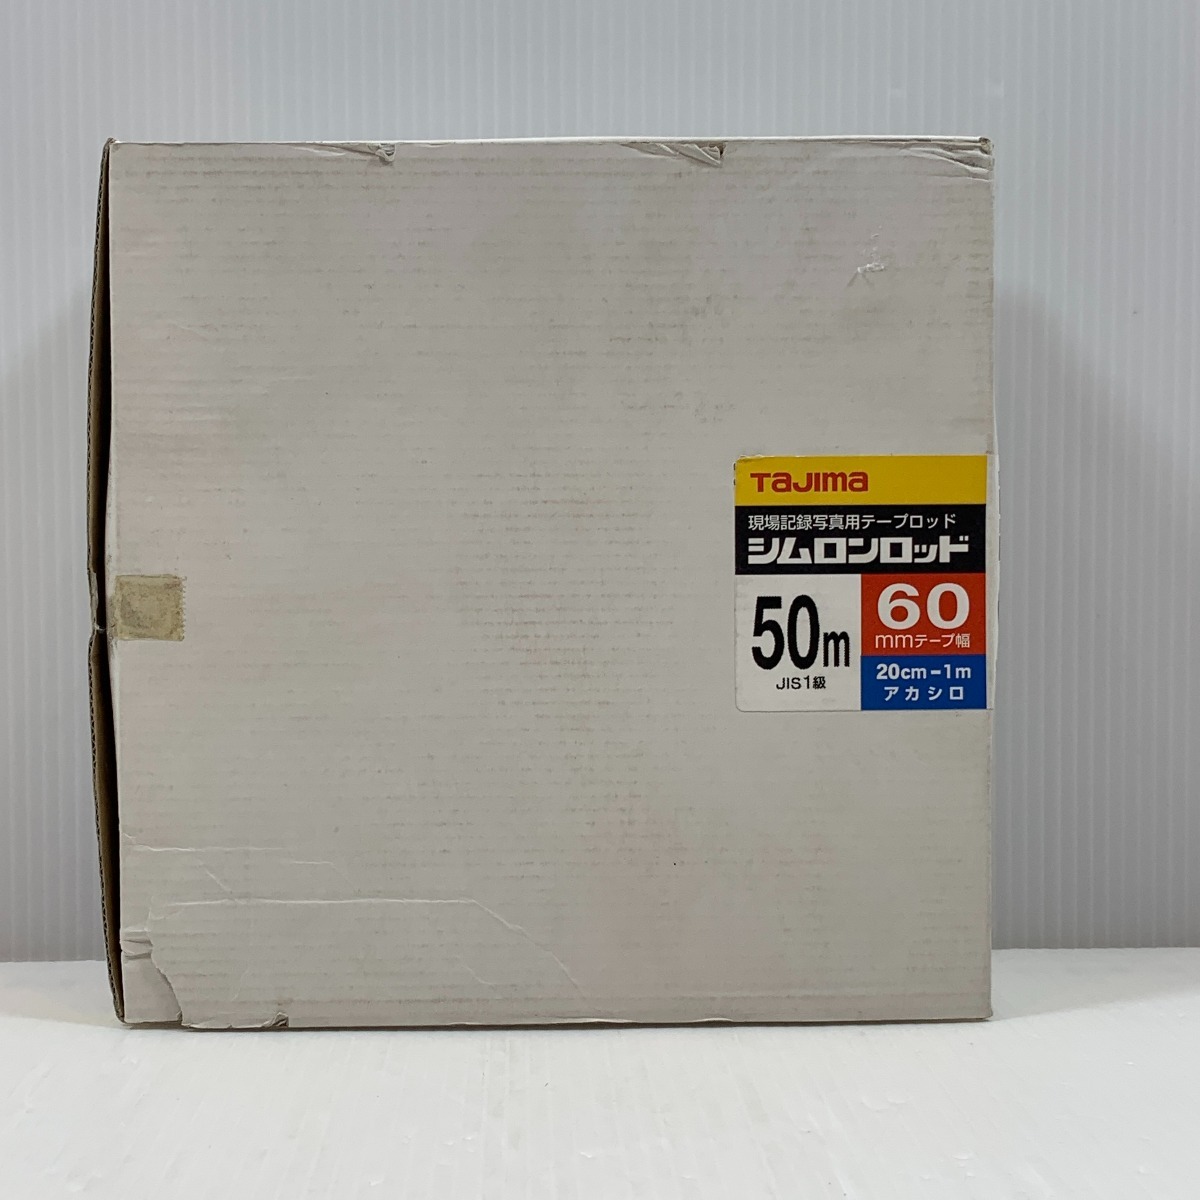 TaJIma
現場記録写真用テープロッド
シムロンロッド
50m
JIS1級
60
mmテープ幅
20cm-1m
アカシロ